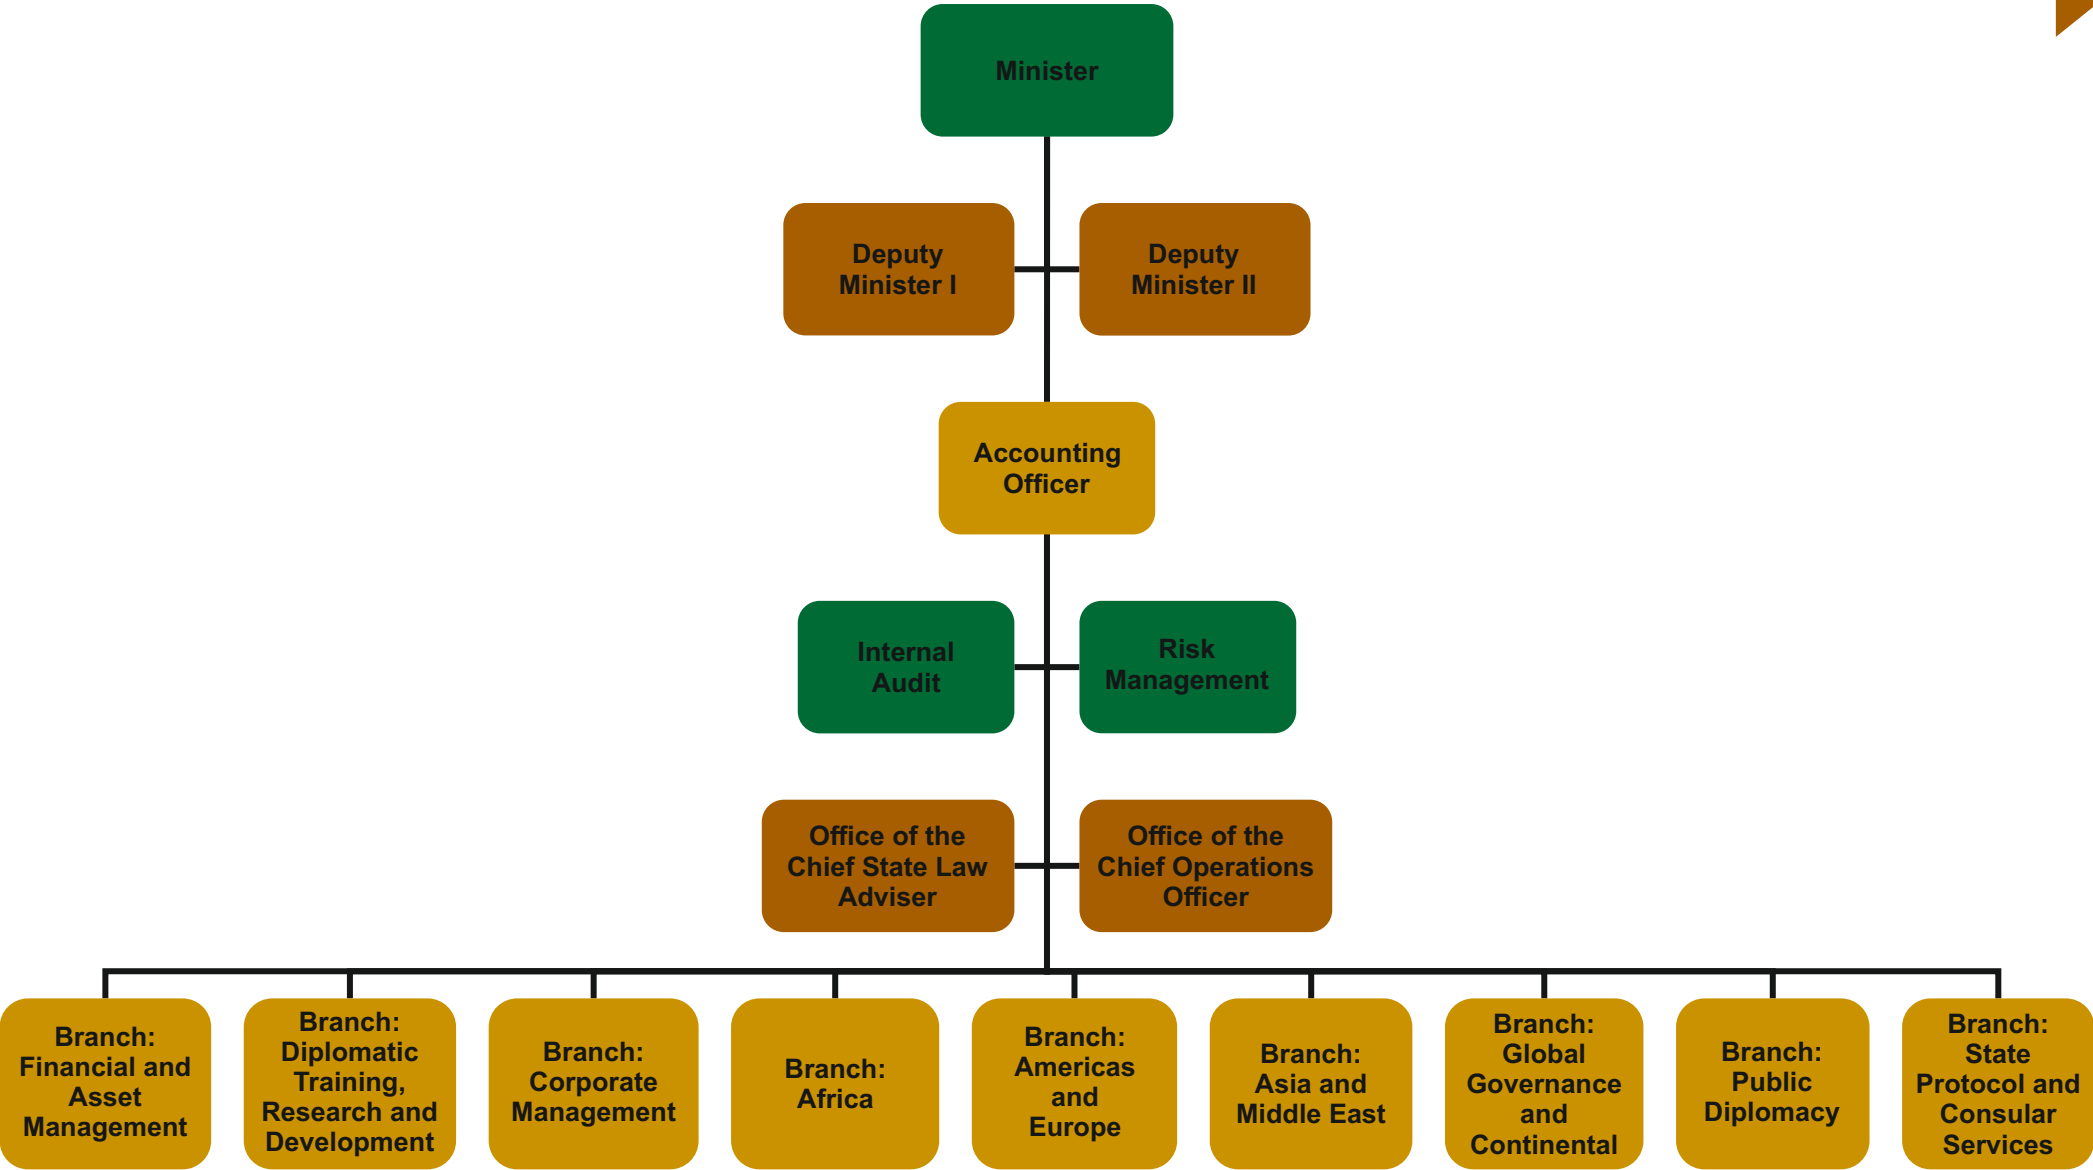 Minister
Deputy
Minister I
Deputy
Minister II
Accounting
Officer
Internal
Audit
Risk
Management
Office of the
Chief State Law
Adviser
Office of the
Chief Operations
Officer
Branch:
Financial and
Asset
Management
Branch:
Diplomatic
Training,
Research and
Development
Branch:
Corporate
Management
Branch:
Africa
Branch:
Americas
and
Europe
Branch:
Asia and
Middle East
Branch:
Global
Governance
and
Continental
Branch:
Public
Diplomacy
Branch:
State
Protocol and
Consular
Services